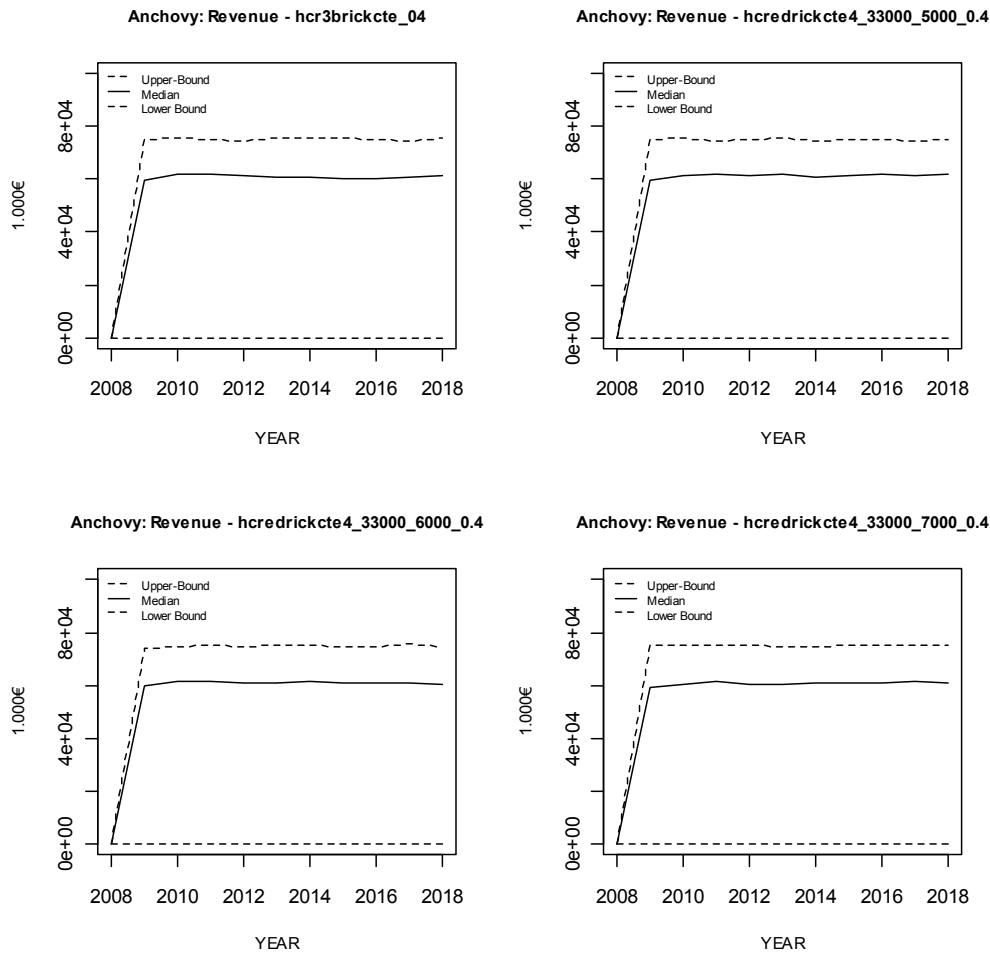 Anchovy: Revenue - hcr3brickcte_04
Upper-Bound
Median
Lower Bound
1.000€
0e+00 4e+04 8e+04
2008 2010 2012 2014 2016 2018
YEAR
Anchovy: Revenue - hcredrickcte4_33000_5000_0.4
Upper-Bound
Median
Lower Bound
1.000€
0e+00 4e+04 8e+04
2008 2010 2012 2014 2016 2018
YEAR
Anchovy: Revenue - hcredrickcte4_33000_6000_0.4
Upper-Bound
Median
Lower Bound
1.000€
0e+00 4e+04 8e+04
2008 2010 2012 2014 2016 2018
YEAR
Anchovy: Revenue - hcredrickcte4_33000_7000_0.4
Upper-Bound
Median
Lower Bound
1.000€
0e+00 4e+04 8e+04
2008 2010 2012 2014 2016 2018
YEAR